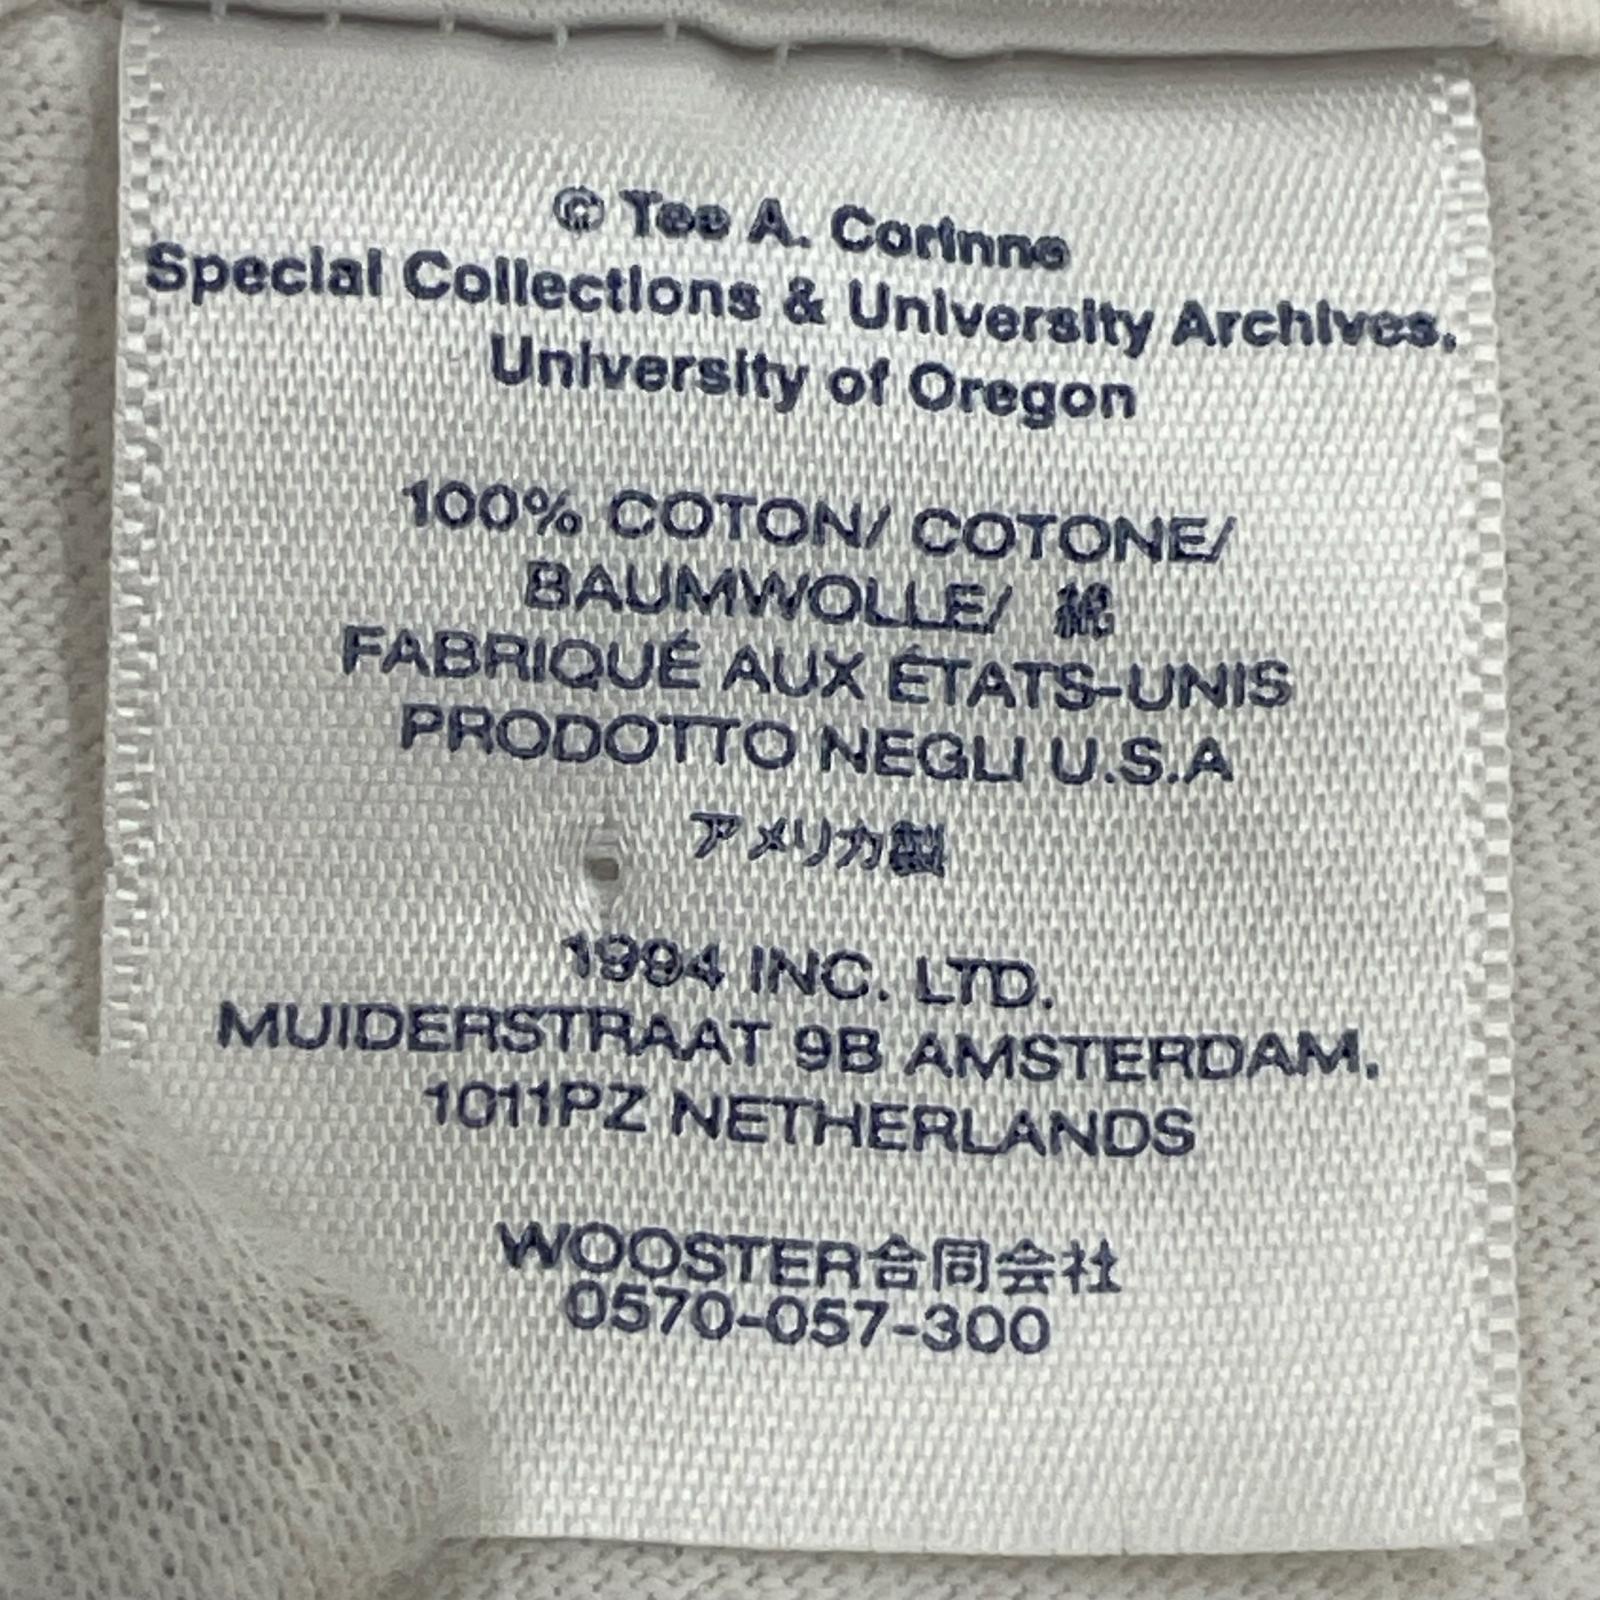 © Tee A. Corinne
Special Collections & University Archives.
University of Oregon
100% COTON/ COTONE/
BAUMWOLLE/ 綿
FABRIQUÉ AUX ÉTATS-UNIS
PRODOTTO NEGLI U.S.A
アメリカ製
1994 INC. LTD.
MUIDERSTRAAT 9B AMSTERDAM,
1011PZ NETHERLANDS
WOOSTER合同会社
0570-057-300